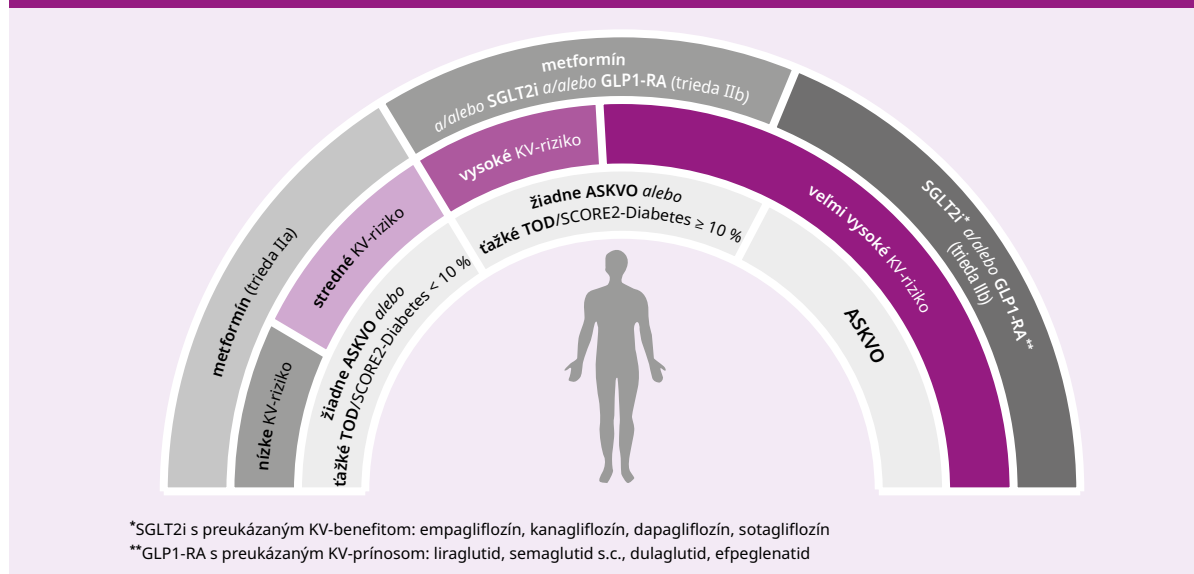 metformín
a/alebo SGLT2i a/alebo GLP1-RA (trieda IIb)
metformín (trieda IIa)
SGLT2i* a/alebo GLP1-RA**
(trieda IIb)
nízke KV-riziko
stredné KV-riziko
vysoké KV-riziko
veľmi vysoké KV-riziko
žiadne ASKVO alebo
ťažké TOD/SCORE2-Diabetes < 10 %
žiadne ASKVO alebo
ťažké TOD/SCORE2-Diabetes ≥ 10 %
ASKVO
*SGLT2i s preukázaným KV-benefitom: empagliflozín, kanagliflozín, dapagliflozín, sotagliflozín
**GLP1-RA s preukázaným KV-prínosom: liraglutid, semaglutid s.c., dulaglutid, efpeglenatid